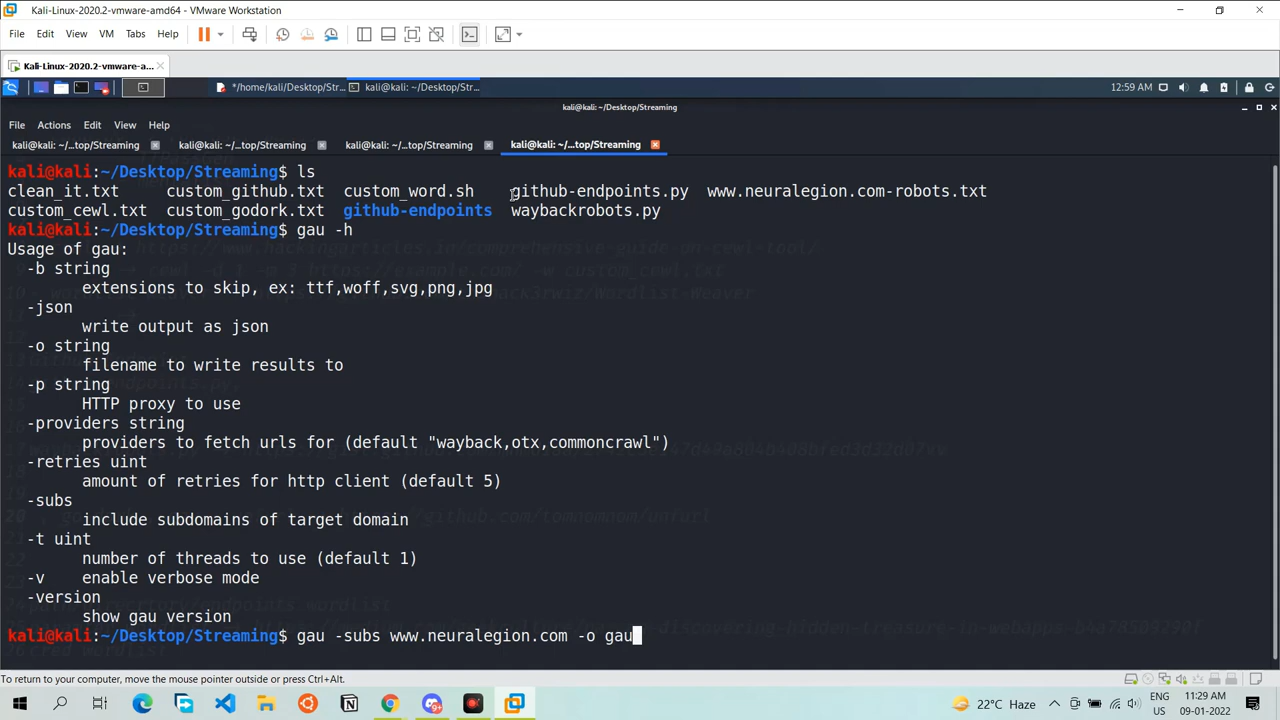 Kali-Linux-2020.2-vmware-amd64 - VMware Workstation
File Edit View VM Tabs Help
Kali-Linux-2020.2-vmware-a...
*/home/kali/Desktop/Str... kali@kali: ~/Desktop/Str... 12:59 AM
kali@kali: ~/Desktop/Streaming
File Actions Edit View Help
kali@kali: ~/...top/Streaming kali@kali: ~/...top/Streaming kali@kali: ~/...top/Streaming kali@kali: ~/...top/Streaming
kali@kali:~/Desktop/Streaming$ ls
clean_it.txt custom_github.txt custom_word.sh github-endpoints.py www.neuralegion.com-robots.txt
custom_cewl.txt custom_godork.txt github-endpoints waybackrobots.py
kali@kali:~/Desktop/Streaming$ gau -h
Usage of gau:
-b string
extensions to skip, ex: ttf,woff,svg,png,jpg
-json
write output as json
-o string
filename to write results to
-p string
HTTP proxy to use
-providers string
providers to fetch urls for (default "wayback,otx,commoncrawl")
-retries uint
amount of retries for http client (default 5)
-subs
include subdomains of target domain
-t uint
number of threads to use (default 1)
-v enable verbose mode
-version
show gau version
kali@kali:~/Desktop/Streaming$ gau -subs www.neuralegion.com -o gau
To return to your computer, move the mouse pointer outside or press Ctrl+Alt.
22°C Haze
ENG
US
11:29 AM
09-01-2022